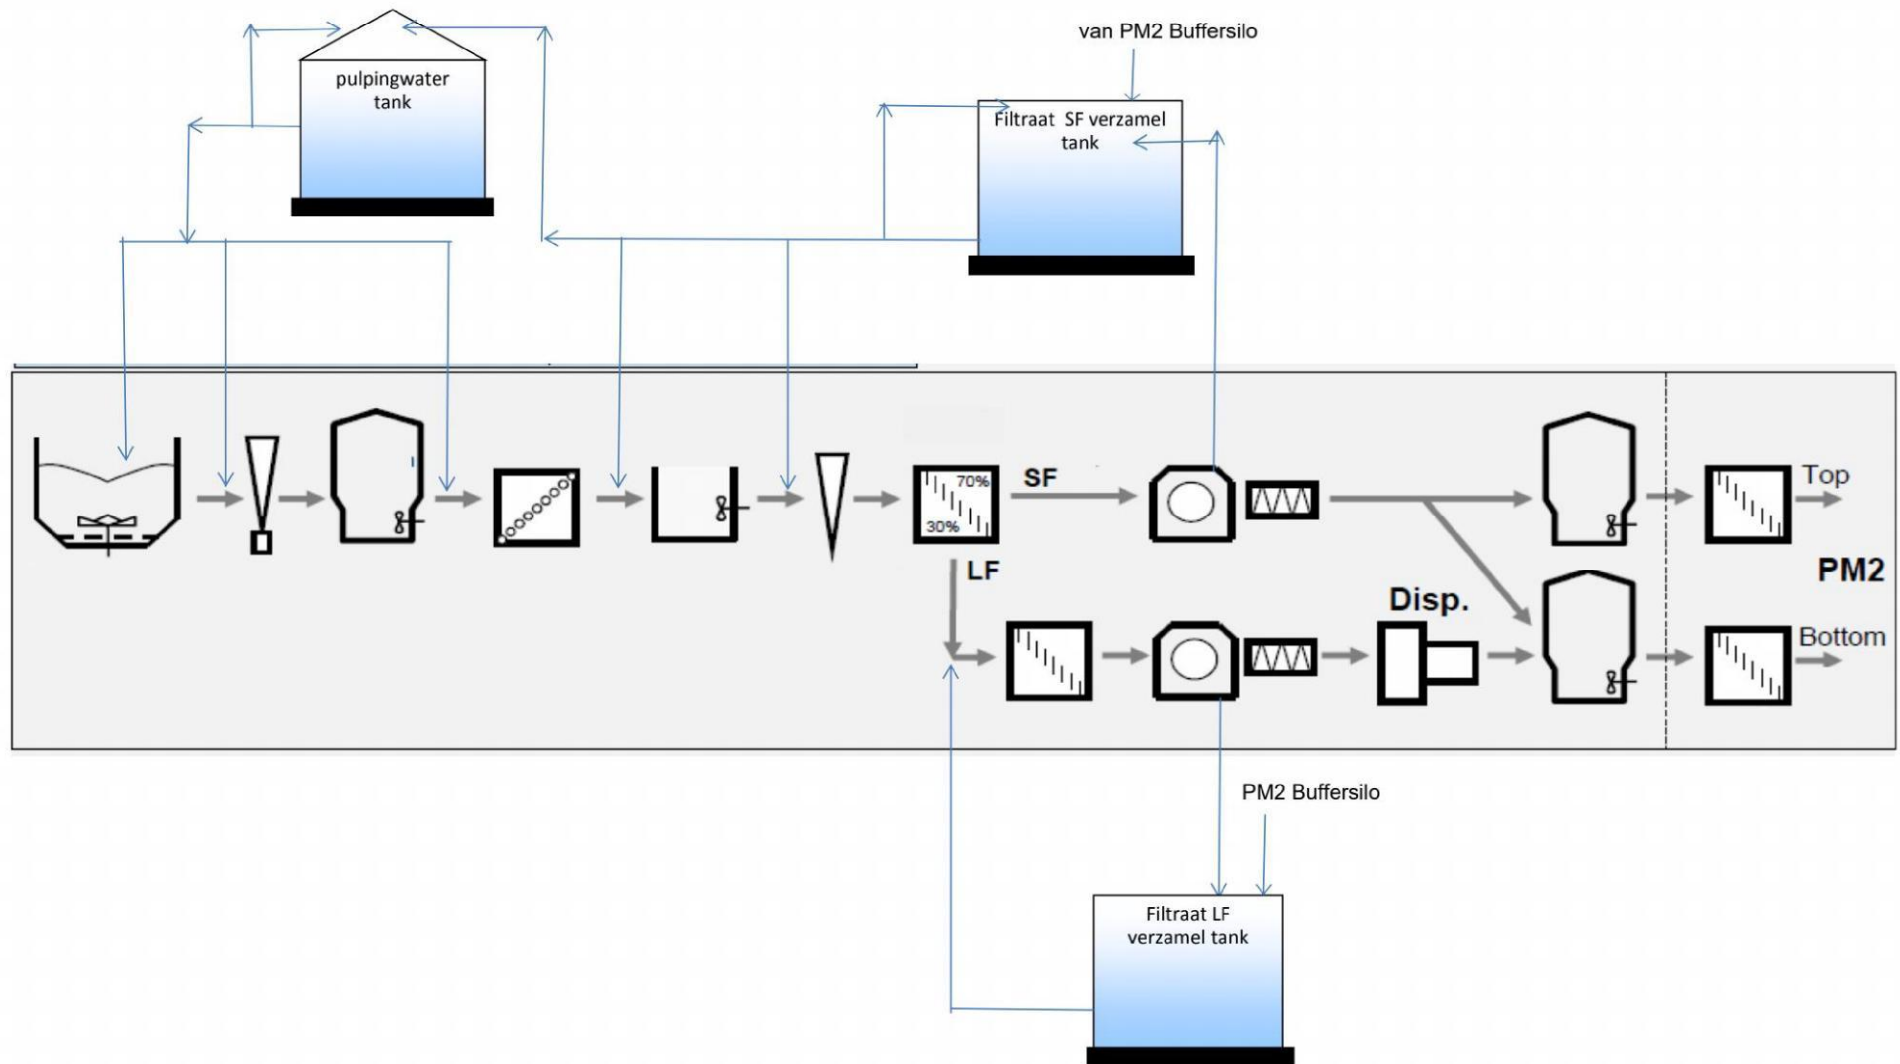 van PM2 Buffersilo
pulpingwater
tank
Filtraat SF verzamel
tank
70%
30%
SF
Top
LF
PM2
Disp.
Bottom
PM2 Buffersilo
Filtraat LF
verzamel tank